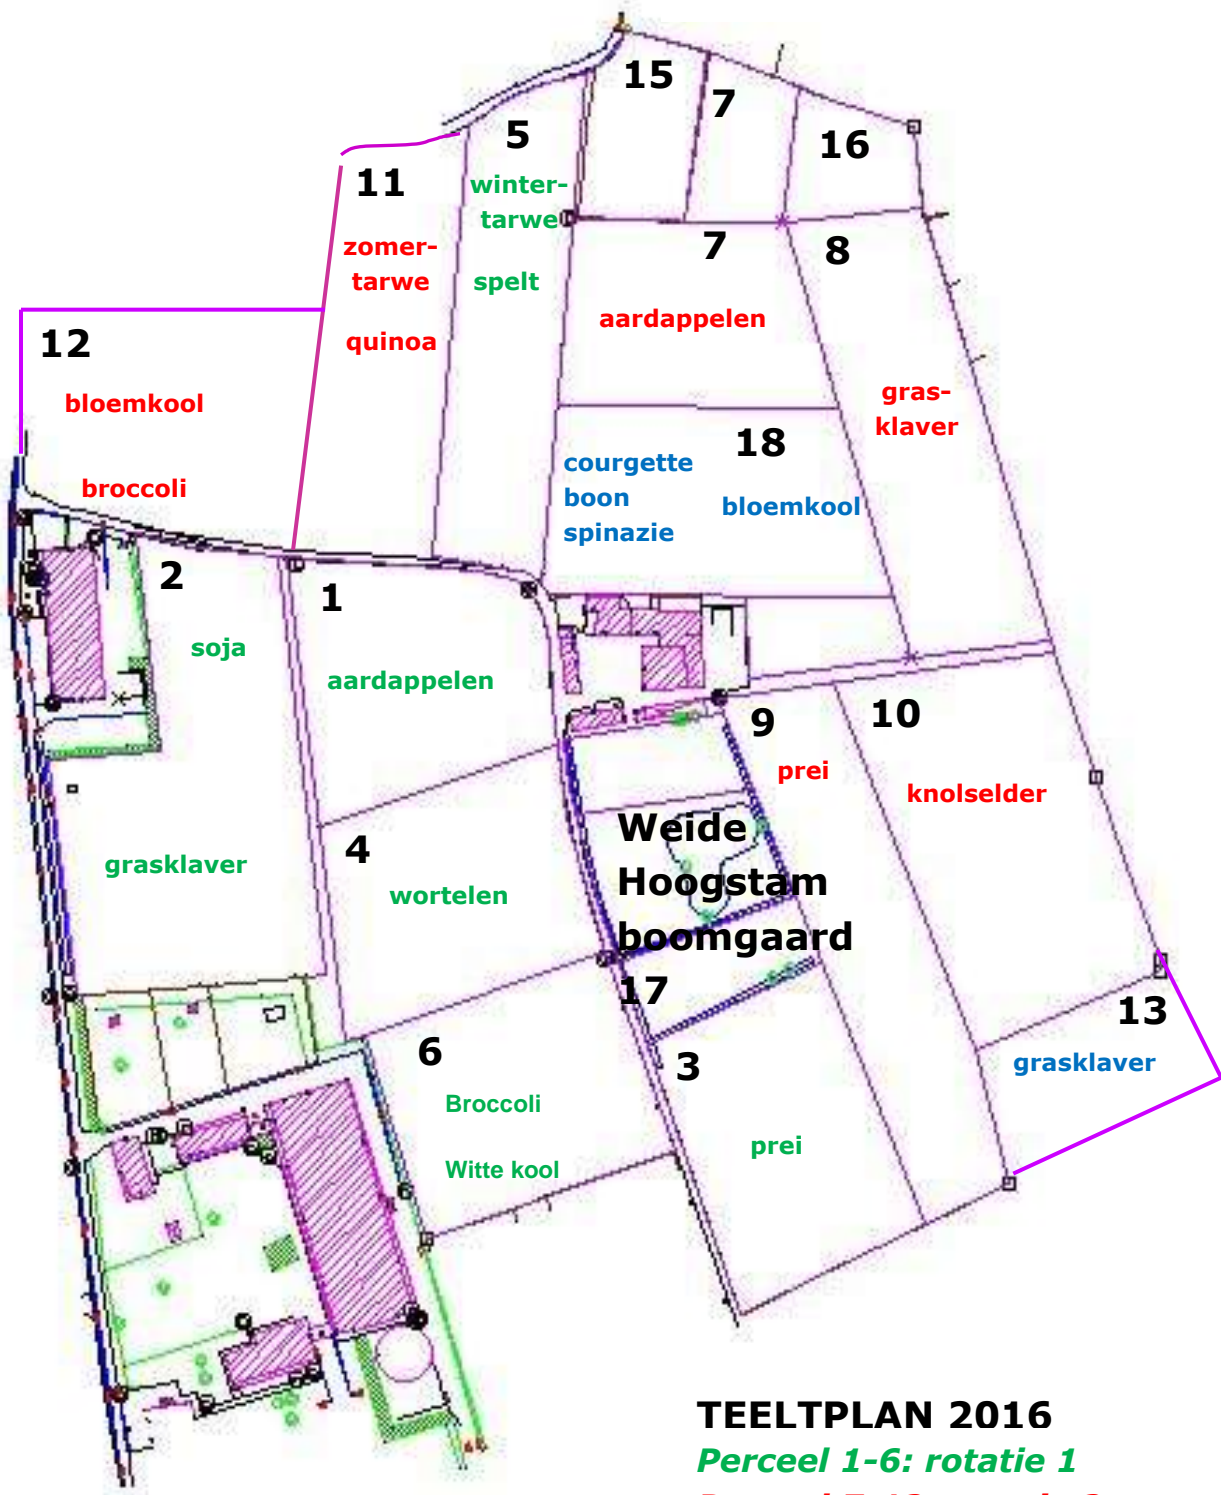 15
7
5
16
11
winter-
tarwe
zomer-
tarwe
7
8
spelt
aardappelen
quinoa
12
bloemkool
gras-
klaver
18
courgette
boon
spinazie
bloemkool
broccoli
2
1
soja
aardappelen
9
10
prei
knolselder
Weide
Hoogstam
boomgaard
17
4
grasklaver
wortelen
13
grasklaver
6
3
Broccoli
prei
Witte kool
TEELTPLAN 2016
Perceel 1-6: rotatie 1